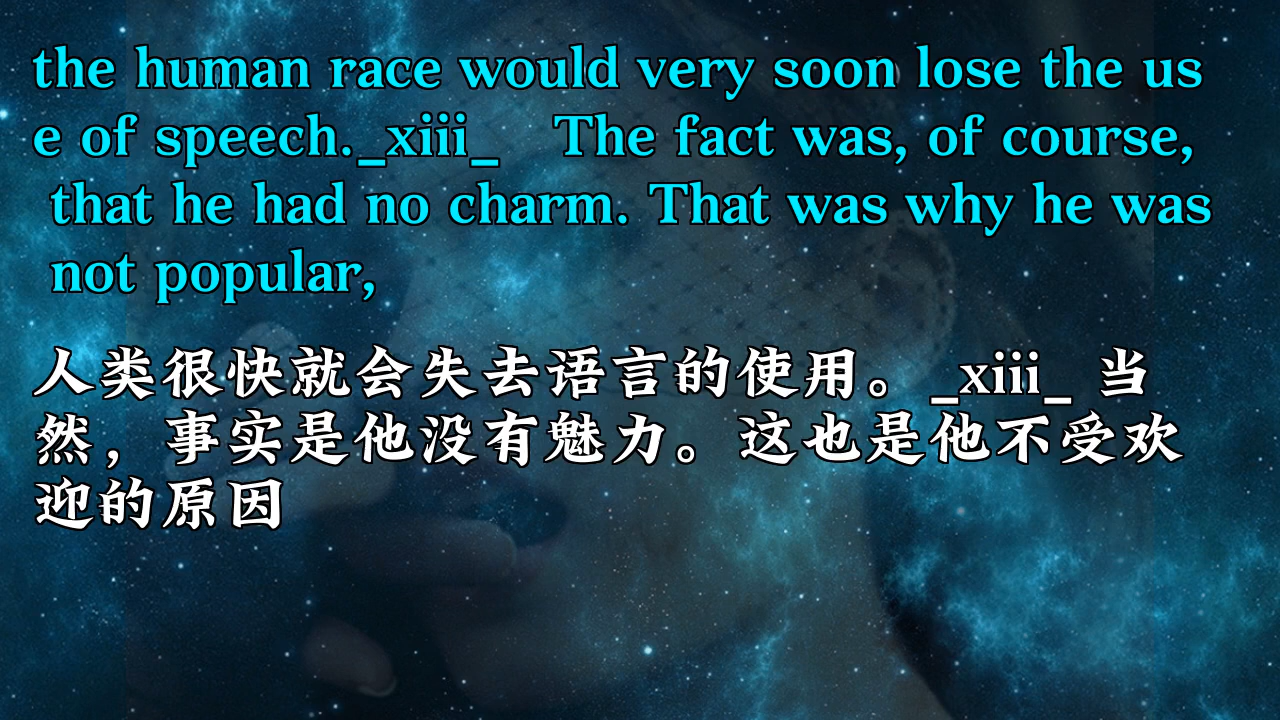 the human race would very soon lose the us
e of speech._xiii_   The fact was, of course,
that he had no charm. That was why he was
not popular,
人类很快就会失去语言的使用。_xiii_ 当
然，事实是他没有魅力。这也是他不受欢
迎的原因